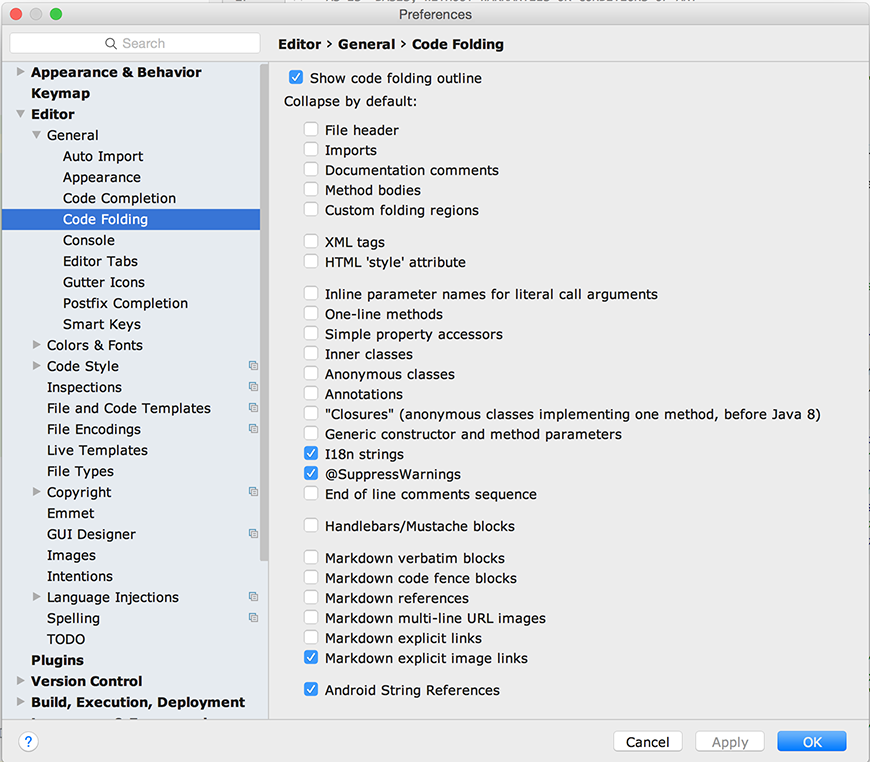 Preferences
Search
Editor › General › Code Folding
Appearance & Behavior
Keymap
Editor
General
Auto Import
Appearance
Code Completion
Code Folding
Console
Editor Tabs
Gutter Icons
Postfix Completion
Smart Keys
Colors & Fonts
Code Style
Inspections
File and Code Templates
File Encodings
Live Templates
File Types
Copyright
Emmet
GUI Designer
Images
Intentions
Language Injections
Spelling
TODO
Plugins
Version Control
Build, Execution, Deployment
Show code folding outline
Collapse by default:
File header
Imports
Documentation comments
Method bodies
Custom folding regions
XML tags
HTML 'style' attribute
Inline parameter names for literal call arguments
One-line methods
Simple property accessors
Inner classes
Anonymous classes
Annotations
"Closures" (anonymous classes implementing one method, before Java 8)
Generic constructor and method parameters
I18n strings
@SuppressWarnings
End of line comments sequence
Handlebars/Mustache blocks
Markdown verbatim blocks
Markdown code fence blocks
Markdown references
Markdown multi-line URL images
Markdown explicit links
Markdown explicit image links
Android String References
?
Cancel
Apply
OK